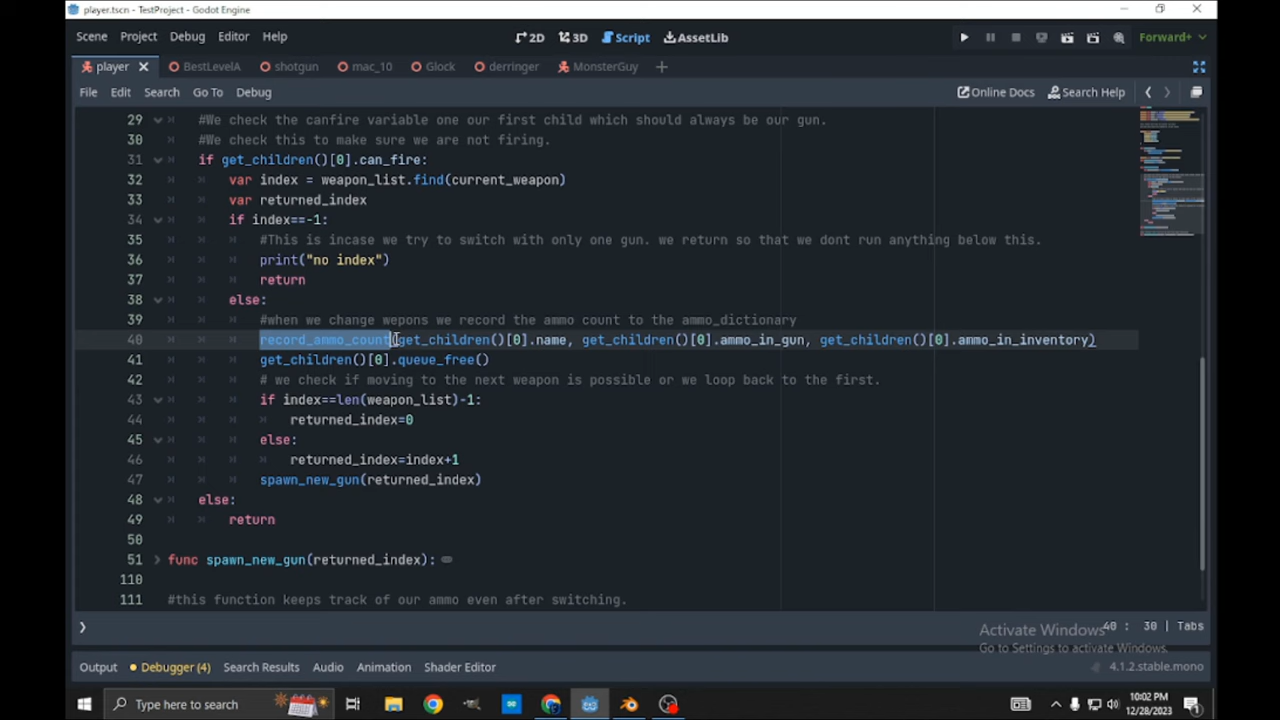 player.tscn - TestProject - Godot Engine
Scene Project Debug Editor Help 2D 3D Script AssetLib Forward+
player BestLevelA shotgun mac_10 Glock derringer MonsterGuy
File Edit Search Go To Debug Online Docs Search Help
29 #We check the canfire variable one our first child which should always be our gun.
30 #We check this to make sure we are not firing.
31 if get_children()[0].can_fire:
32 var index = weapon_list.find(current_weapon)
33 var returned_index
34 if index==-1:
35 #This is incase we try to switch with only one gun. we return so that we dont run anything below this.
36 print("no index")
37 return
38 else:
39 #when we change wepons we record the ammo count to the ammo_dictionary
40 record_ammo_count(get_children()[0].name, get_children()[0].ammo_in_gun, get_children()[0].ammo_in_inventory)
41 get_children()[0].queue_free()
42 # we check if moving to the next weapon is possible or we loop back to the first.
43 if index==len(weapon_list)-1:
44 returned_index=0
45 else:
46 returned_index=index+1
47 spawn_new_gun(returned_index)
48 else:
49 return
50
51 func spawn_new_gun(returned_index):
110
111 #this function keeps track of our ammo even after switching.
40 : 30 | Tabs
Activate Windows
Go to Settings to activate Windows.
Output Debugger (4) Search Results Audio Animation Shader Editor 4.1.2.stable.mono
Type here to search
10:02 PM
12/28/2023
1